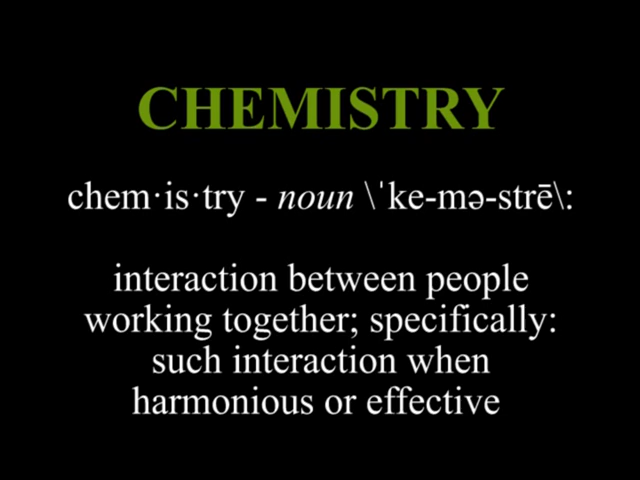 CHEMISTRY
chem·is·try - noun \ˈke-mə-strē\:
interaction between people
working together; specifically:
such interaction when
harmonious or effective